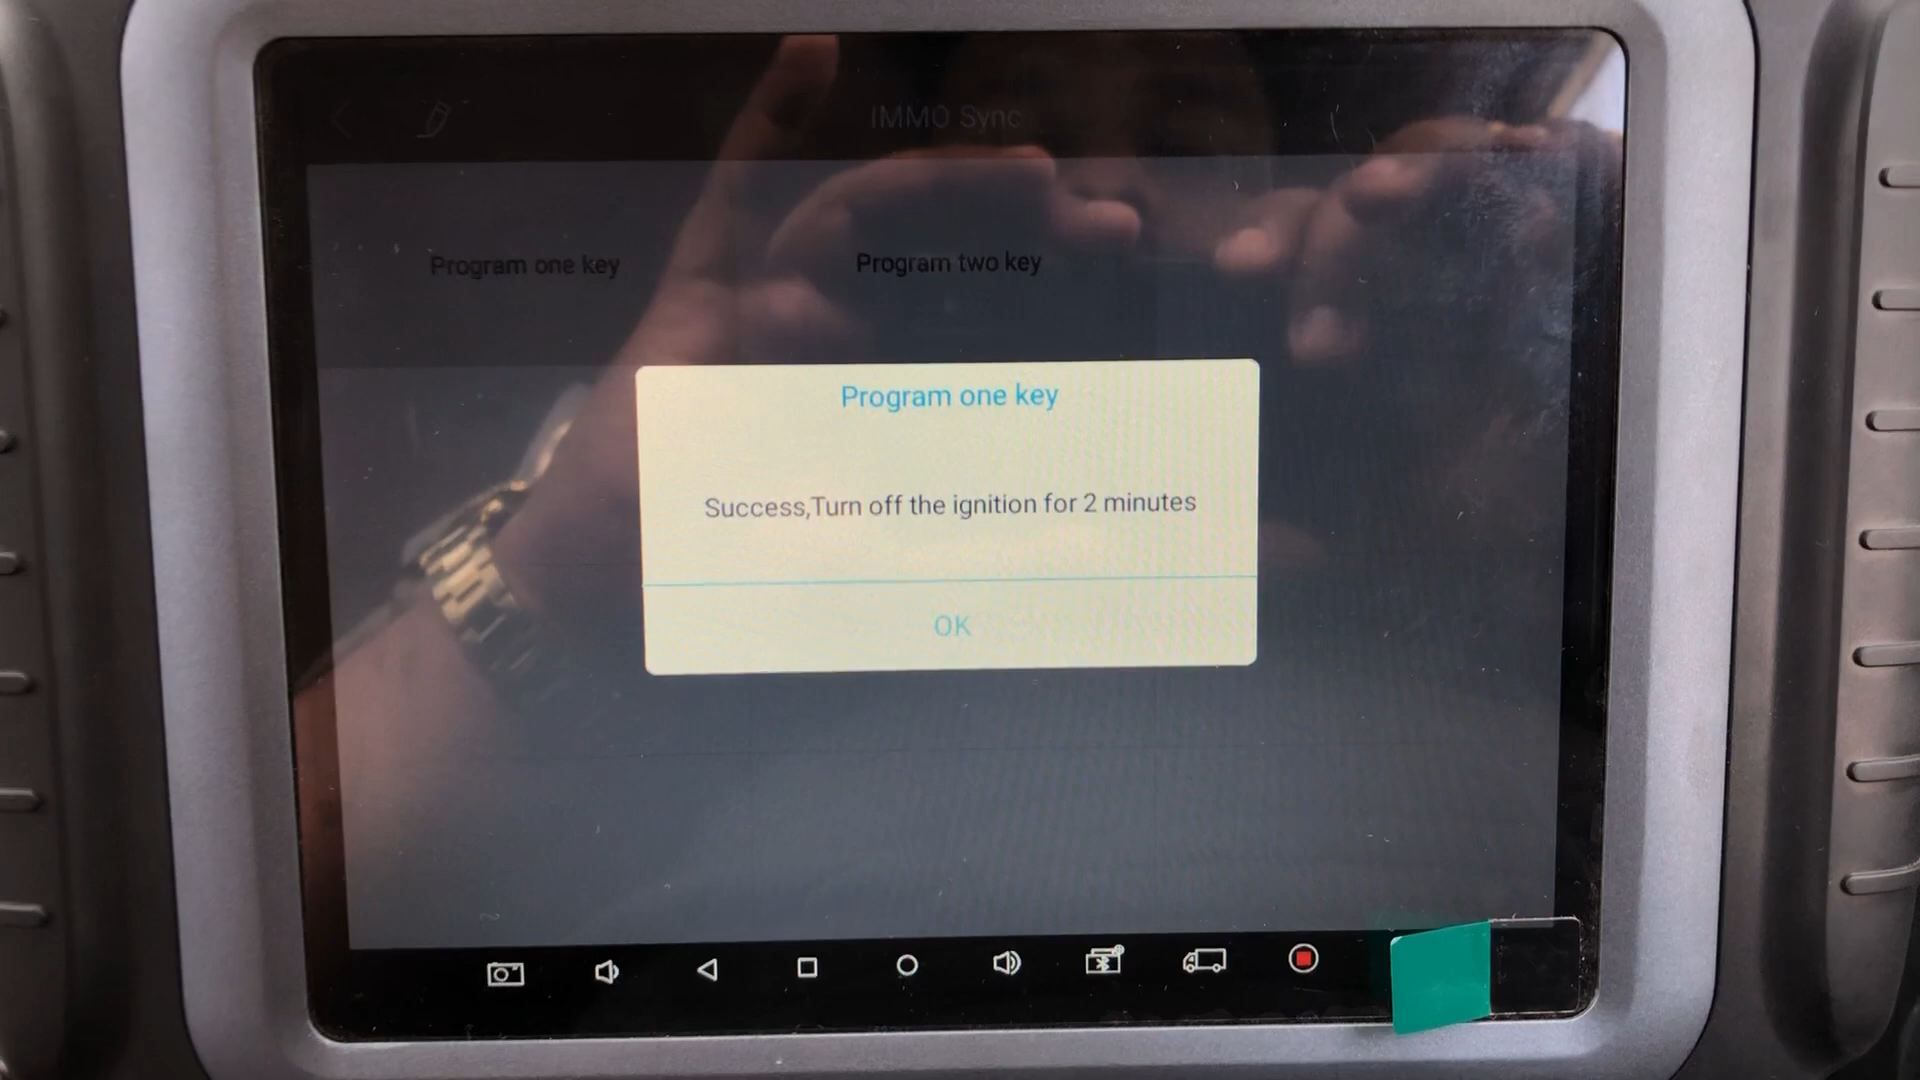 IMMO Sync
Program one key
Program two key
Program one key
Success,Turn off the ignition for 2 minutes
OK